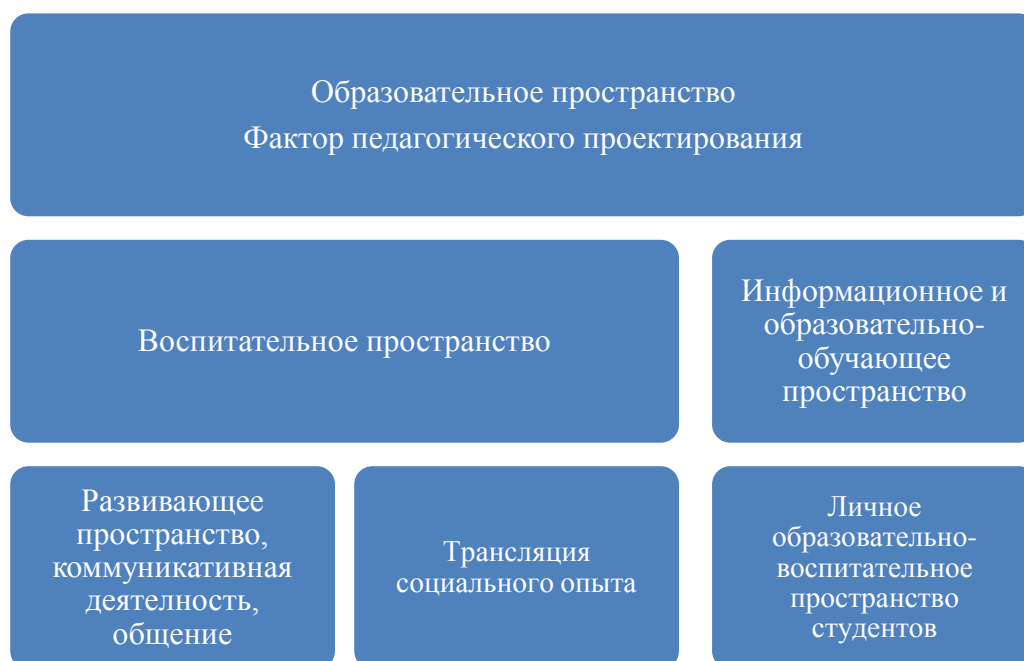 Образовательное пространство
Фактор педагогического проектирования
Воспитательное пространство
Информационное и
образовательно-
обучающее
пространство
Развивающее
пространство,
коммуникативная
деятелность,
общение
Трансляция
социального опыта
Личное
образовательно-
воспитательное
пространство
студентов